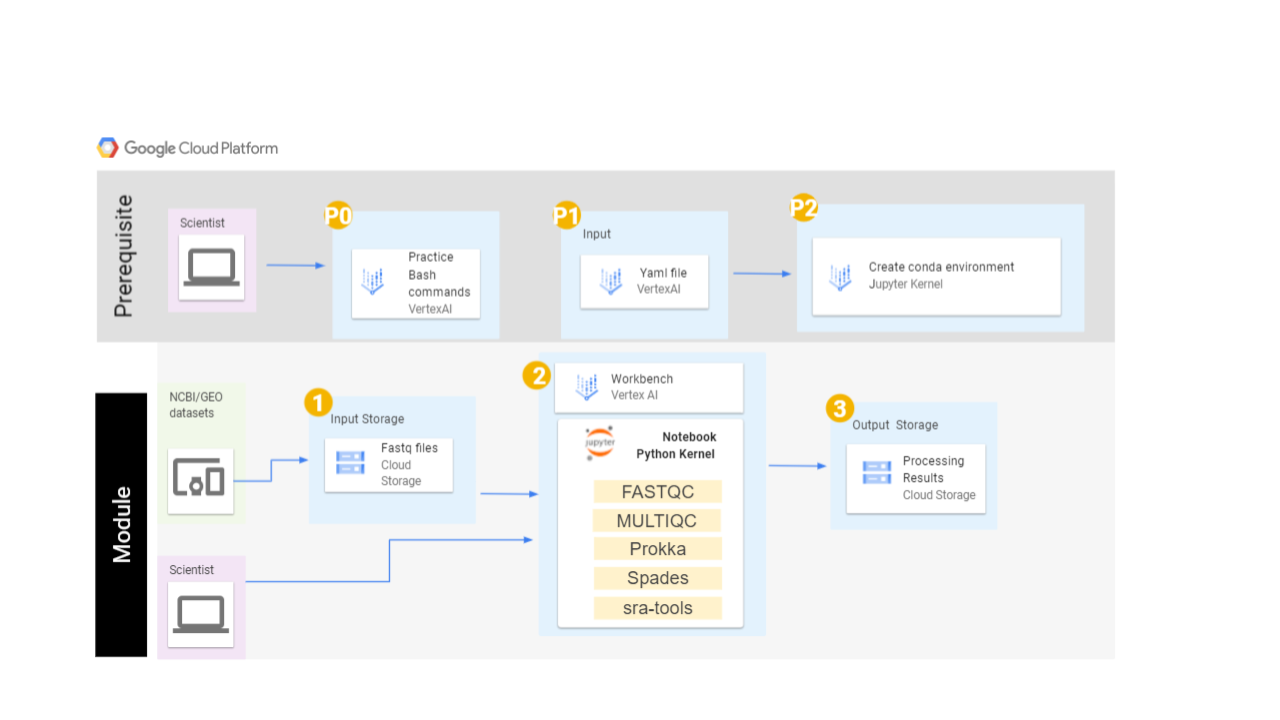 Google Cloud Platform
Prerequisite
Scientist
P0
Practice
Bash
commands
VertexAI
P1
Input
Yaml file
VertexAI
P2
Create conda environment
Jupyter Kernel
Module
NCBI/GEO
datasets
Scientist
1
Input Storage
Fastq files
Cloud
Storage
2
Workbench
Vertex AI
jupyter
Notebook
Python Kernel
FASTQC
MULTIQC
Prokka
Spades
sra-tools
3
Output Storage
Processing
Results
Cloud Storage